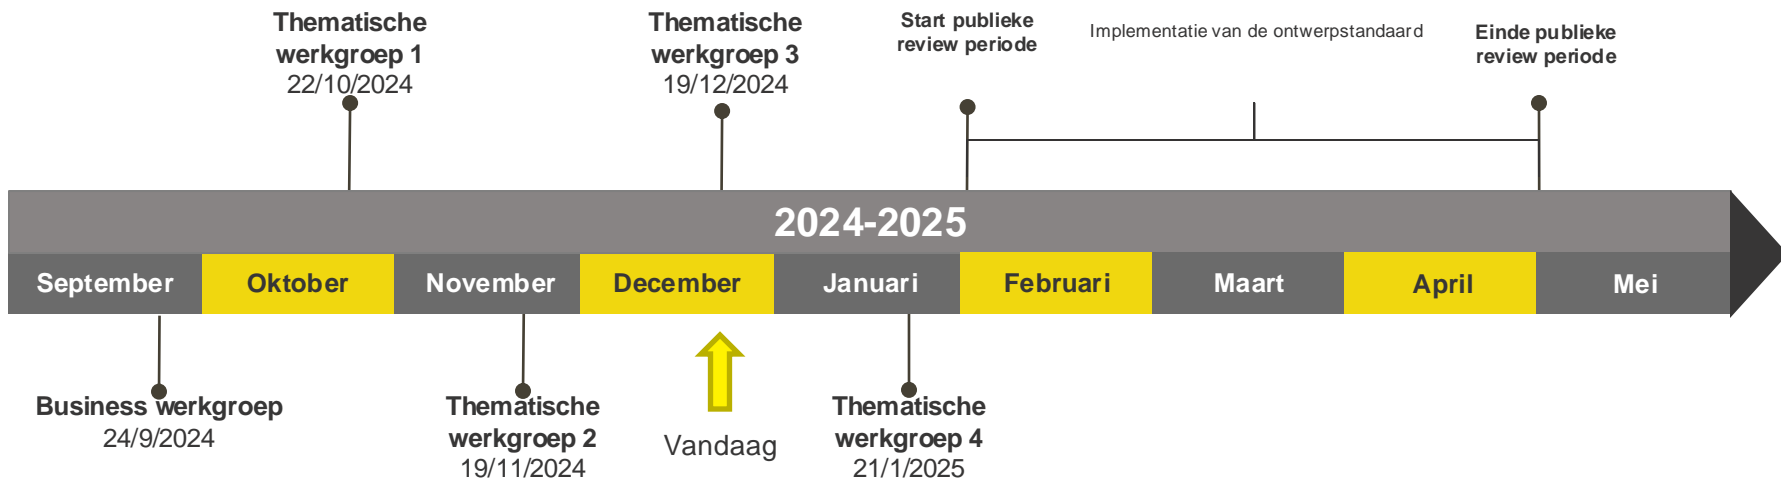 Thematische
werkgroep 1
22/10/2024
Thematische
werkgroep 3
19/12/2024
Start publieke
review periode
Implementatie van de ontwerpstandaard
Einde publieke
review periode
2024-2025
September
Oktober
November
December
Januari
Februari
Maart
April
Mei
Business werkgroep
24/9/2024
Thematische
werkgroep 2
19/11/2024
Vandaag
Thematische
werkgroep 4
21/1/2025